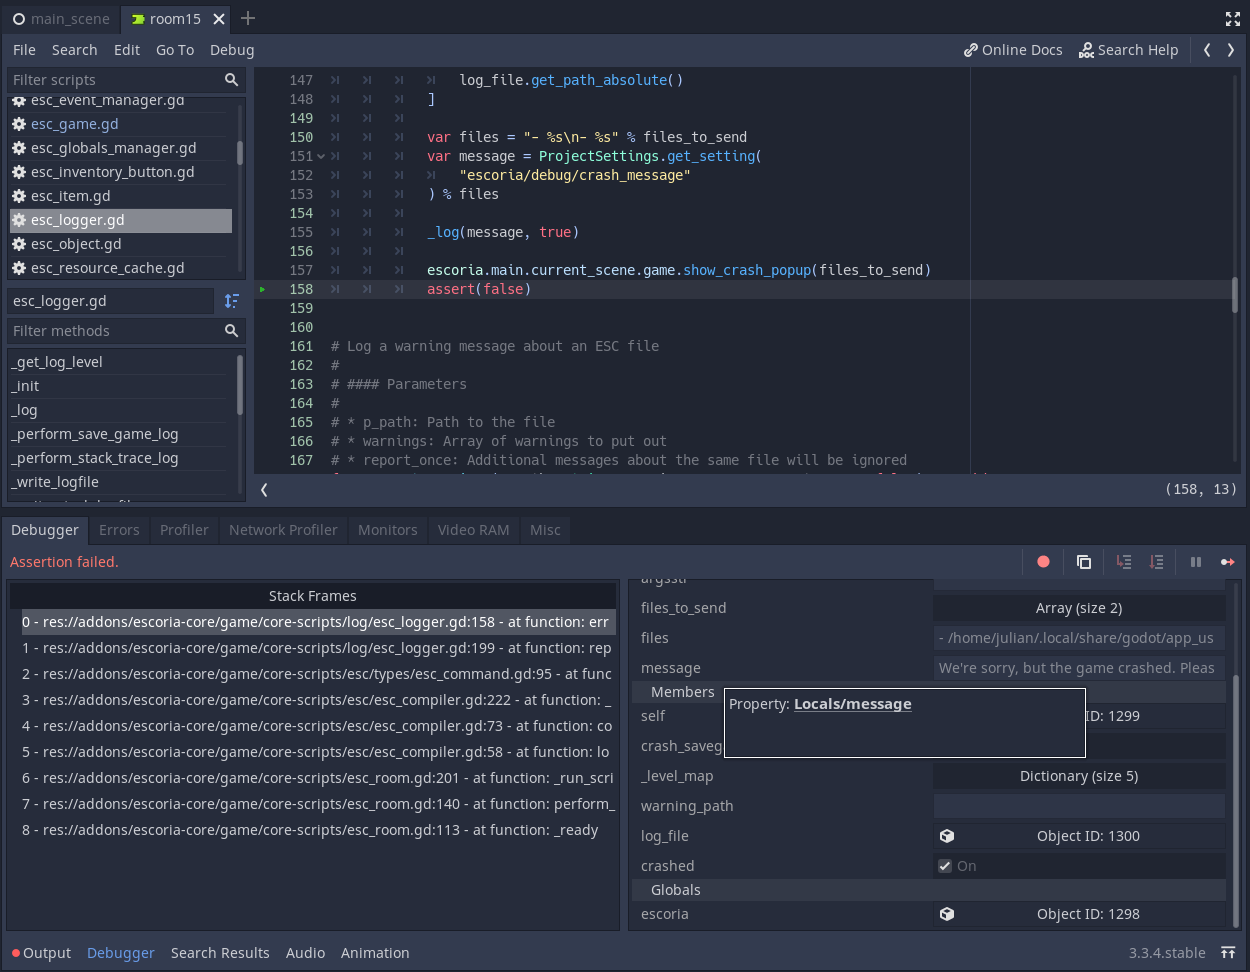 main_scene
room15
File Search Edit Go To Debug
Online Docs
Search Help
Filter scripts
esc_event_manager.gd
esc_game.gd
esc_globals_manager.gd
esc_inventory_button.gd
esc_item.gd
esc_logger.gd
esc_object.gd
esc_resource_cache.gd
esc_logger.gd
Filter methods
_get_log_level
_init
_log
_perform_save_game_log
_perform_stack_trace_log
_write_logfile
147 log_file.get_path_absolute()
148 ]
149
150 var files = "- %s\n- %s" % files_to_send
151 var message = ProjectSettings.get_setting(
152 "escoria/debug/crash_message"
153 ) % files
154
155 _log(message, true)
156
157 escoria.main.current_scene.game.show_crash_popup(files_to_send)
158 assert(false)
159
160
161 # Log a warning message about an ESC file
162 #
163 # #### Parameters
164 #
165 # * p_path: Path to the file
166 # * warnings: Array of warnings to put out
167 # * report_once: Additional messages about the same file will be ignored
(158, 13)
Debugger Errors Profiler Network Profiler Monitors Video RAM Misc
Assertion failed.
Stack Frames
0 - res://addons/escoria-core/game/core-scripts/log/esc_logger.gd:158 - at function: err
1 - res://addons/escoria-core/game/core-scripts/log/esc_logger.gd:199 - at function: rep
2 - res://addons/escoria-core/game/core-scripts/esc/types/esc_command.gd:95 - at func
3 - res://addons/escoria-core/game/core-scripts/esc/esc_compiler.gd:222 - at function: _
4 - res://addons/escoria-core/game/core-scripts/esc/esc_compiler.gd:73 - at function: co
5 - res://addons/escoria-core/game/core-scripts/esc/esc_compiler.gd:58 - at function: lo
6 - res://addons/escoria-core/game/core-scripts/esc_room.gd:201 - at function: _run_scri
7 - res://addons/escoria-core/game/core-scripts/esc_room.gd:140 - at function: perform_
8 - res://addons/escoria-core/game/core-scripts/esc_room.gd:113 - at function: _ready
argsstr
files_to_send Array (size 2)
files - /home/julian/.local/share/godot/app_us
message We're sorry, but the game crashed. Pleas
Members
Property: Locals/message
self ID: 1299
crash_saveg
_level_map Dictionary (size 5)
warning_path
log_file Object ID: 1300
crashed On
Globals
escoria Object ID: 1298
Output Debugger Search Results Audio Animation
3.3.4.stable